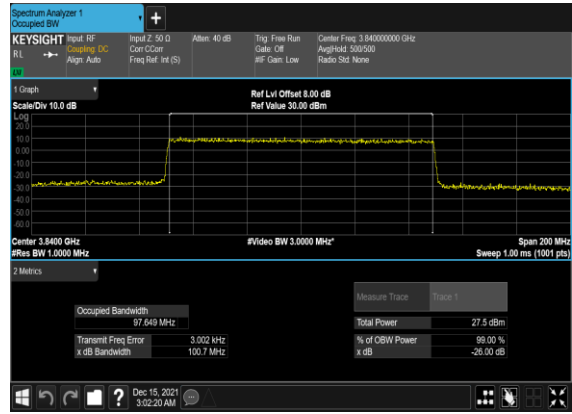 Spectrum Analyzer 1
Occupied BW
+
KEYSIGHT Input: RF Input Z: 50 Ω Atten: 40 dB Trig: Free Run Center Freq: 3.840000000 GHz
RL Coupling: DC Corr CCorr Gate: Off Avg|Hold: 500/500
Align: Auto Freq Ref: Int (S) #IF Gain: Low Radio Std: None
LW
1 Graph
Ref Lvl Offset 8.00 dB
Scale/Div 10.0 dB Ref Value 30.00 dBm
Log
20.0
10.0
0.00
-10.0
-20.0
-30.0
-40.0
-50.0
-60.0
Center 3.8400 GHz #Video BW 3.0000 MHz* Span 200 MHz
#Res BW 1.0000 MHz Sweep 1.00 ms (1001 pts)
2 Metrics
Measure Trace Trace 1
Occupied Bandwidth
97.649 MHz Total Power 27.5 dBm
Transmit Freq Error 3.002 kHz % of OBW Power 99.00 %
x dB Bandwidth 100.7 MHz x dB -26.00 dB
? Dec 15, 2021
3:02:20 AM